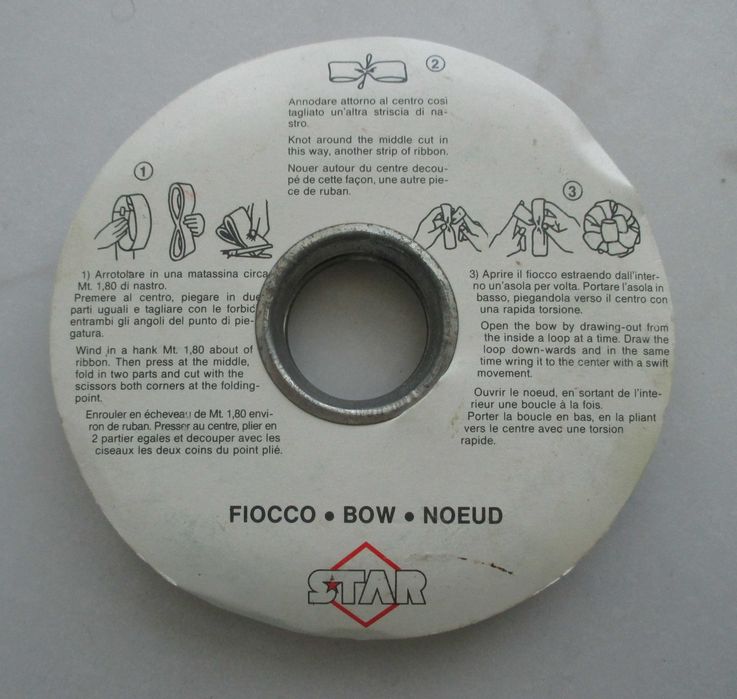 2
Annodare attorno al centro così
tagliato un'altra striscia di na-
stro.
Knot around the middle cut in
this way, another strip of ribbon.
Nouer autour du centre decou-
pé de cette façon, une autre pie-
ce de ruban.
1
1) Arrotolare in una matassina circa
Mt. 1,80 di nastro.
Premere al centro, piegare in due
parti uguali e tagliare con le forbici
entrambi gli angoli del punto di pie-
gatura.
Wind in a hank Mt. 1,80 about of
ribbon. Then press at the middle,
fold in two parts and cut with the
scissors both corners at the folding-
point.
Enrouler en écheveau de Mt. 1,80 envi-
ron de ruban. Presser au centre, plier en
2 partier egales et decouper avec les
ciseaux les deux coins du point plié.
3
3) Aprire il fiocco estraendo dall'inter-
no un'asola per volta. Portare l'asola in
basso, piegandola verso il centro con
una rapida torsione.
Open the bow by drawing-out from
the inside a loop at a time. Draw the
loop down-wards and in the same
time wring it to the center with a swift
movement.
Ouvrir le noeud, en sortant de l'inte-
rieur une boucle à la fois.
Porter la boucle en bas, en la pliant
vers le centre avec une torsion
rapide.
FIOCCO • BOW • NOEUD
STAR